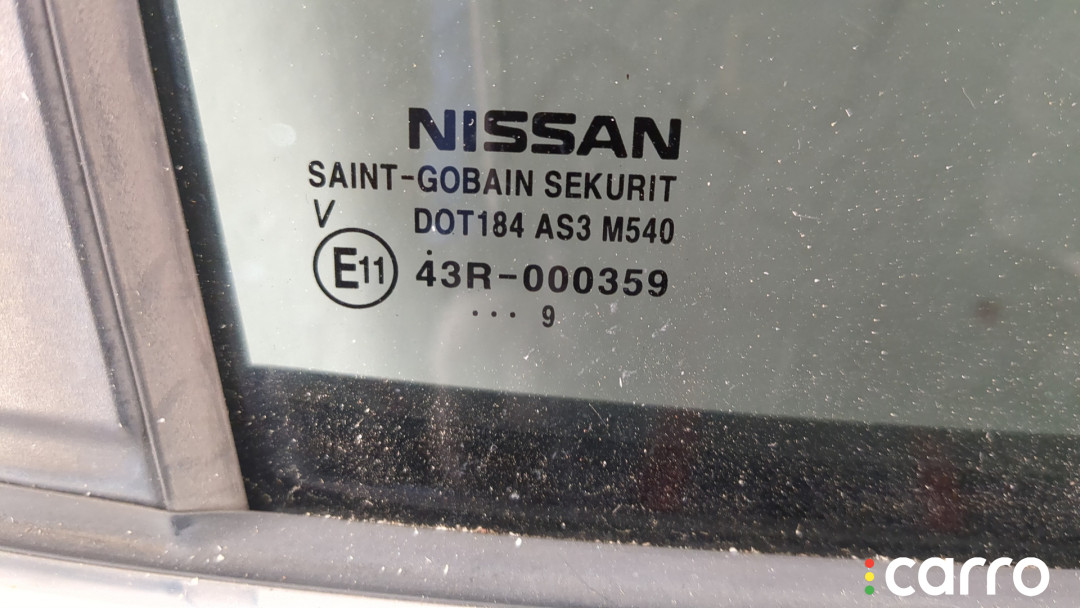 NISSAN
SAINT-GOBAIN SEKURIT
V DOT184 AS3 M540
E11 43R-000359
... 9
carro